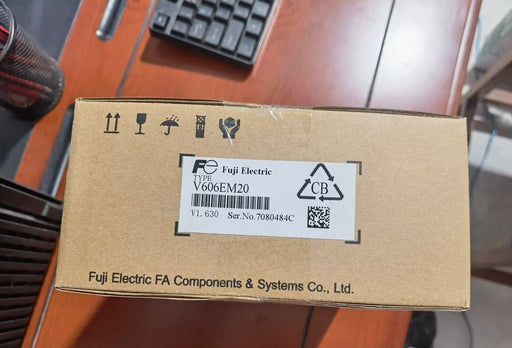 Fe Fuji Electric
TYPE
V606EM20
V1.630 Ser.No.7080484C
CB
Fuji Electric FA Components & Systems Co., Ltd.